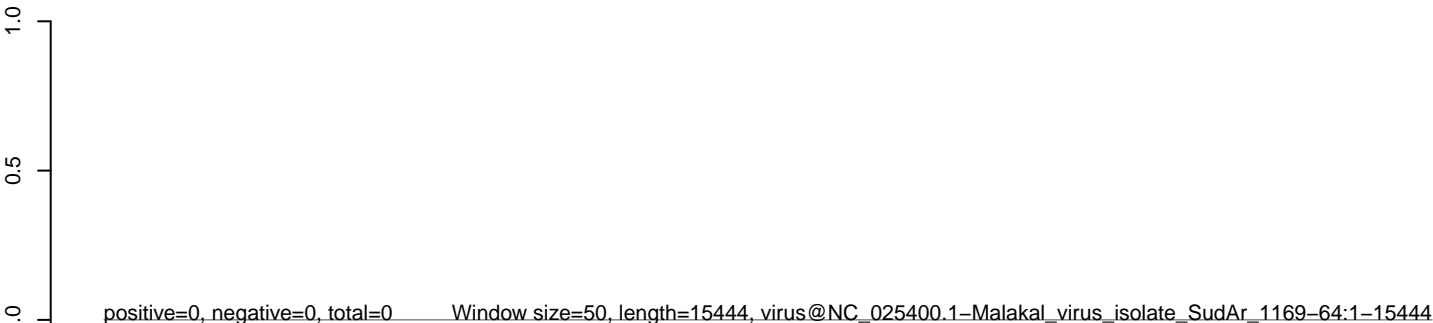 1.0
0.5
.0
positive=0, negative=0, total=0 Window size=50, length=15444, virus@NC_025400.1−Malakal_virus_isolate_SudAr_1169−64:1−15444